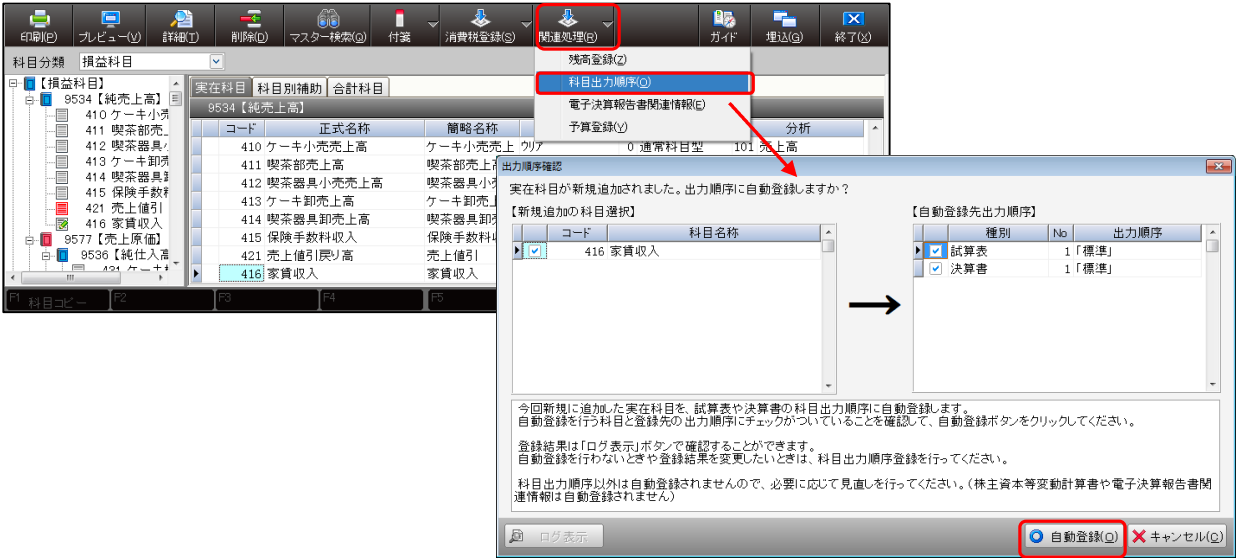 印刷(P) プレビュー(V) 詳細(T) 削除(D) マスター検索(Q) 付箋 消費税登録(S) 関連処理(R) ガイド 埋込(G) 終了(X)
科目分類 損益科目
残高登録(Z)
科目出力順序(O)
電子決算報告書関連情報(E)
予算登録(Y)
【損益科目】
9534【純売上高】
410 ケーキ小売
411 喫茶部売
412 喫茶器具
413 ケーキ卸売
414 喫茶器具卸
415 保険手数料
421 売上値引
416 家賃収入
9577【売上原価】
9536【純仕入高
実在科目 科目別補助 合計科目
9534【純売上高】
コード 正式名称 簡略名称 分析
410 ケーキ小売売上高 ケーキ小売売上 ウリア 0 通常科目型 101 売上高
411 喫茶部売上高 喫茶部売上高
412 喫茶器具小売売上高 喫茶器具小売
413 ケーキ卸売上高 ケーキ卸売上
414 喫茶器具卸売上高 喫茶器具卸売
415 保険手数料収入 保険手数料収
421 売上値引戻り高 売上値引
416 家賃収入 家賃収入
F1 科目コピー F2 F3 F4 F5
出力順序確認
実在科目が新規追加されました。出力順序に自動登録しますか？
【新規追加の科目選択】
コード 科目名称
416 家賃収入
【自動登録先出力順序】
種別 No 出力順序
試算表 1 「標準」
決算書 1 「標準」
今回新規に追加した実在科目を、試算表や決算書の科目出力順序に自動登録します。
自動登録を行う科目と登録先の出力順序にチェックがついていることを確認して、自動登録ボタンをクリックしてください。
登録結果は「ログ表示」ボタンで確認することができます。
自動登録を行わないときや登録結果を変更したいときは、科目出力順序登録を行ってください。
科目出力順序以外は自動登録されませんので、必要に応じて見直しを行ってください。（株主資本等変動計算書や電子決算報告書関
連情報は自動登録されません）
ログ表示 自動登録(O) キャンセル(C)